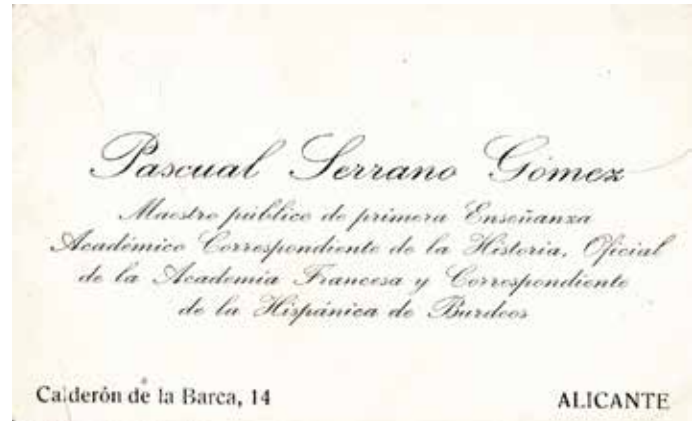 Pascual Serrano Gómez
Maestro público de primera Enseñanza
Académico Correspondiente de la Historia, Oficial
de la Academia Francesa y Correspondiente
de la Hispánica de Burdeos
Calderón de la Barca, 14
ALICANTE